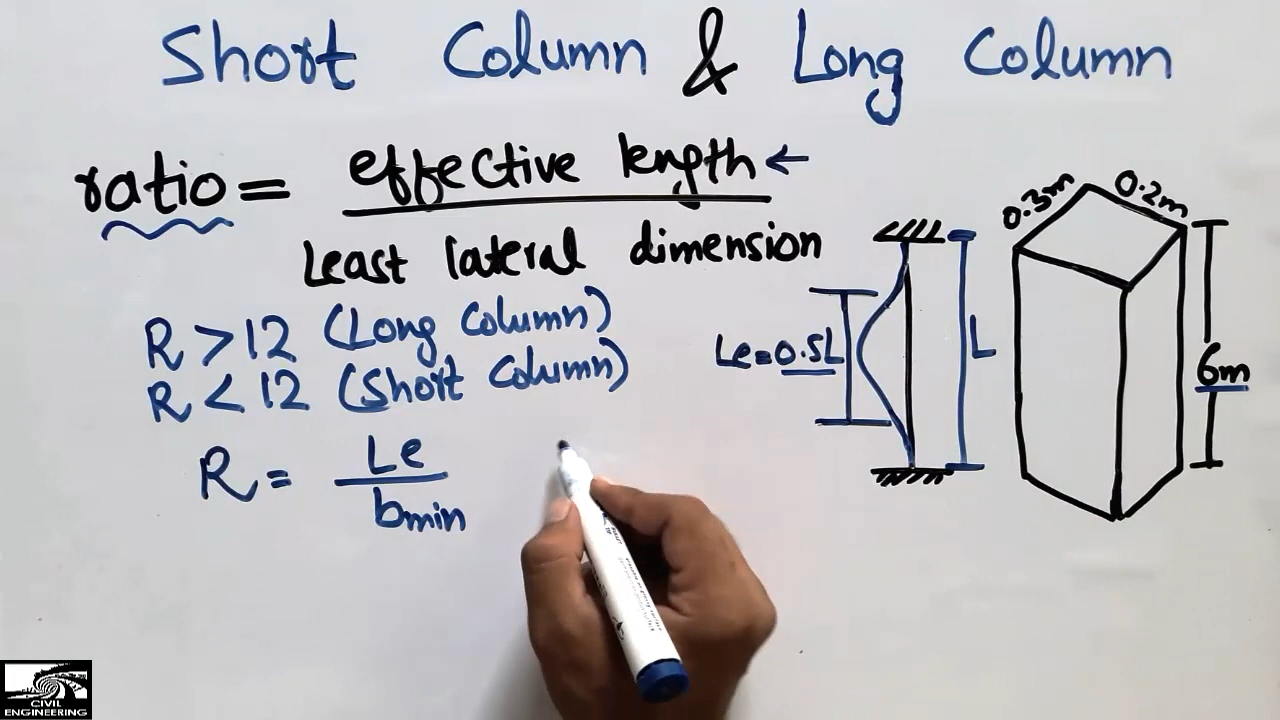 Short Column & Long Column
ratio = effective length ←
Least lateral dimension
R > 12 (Long Column)
R < 12 (Short Column)
R = Le
bmin
Le = 0.5L
L
0.3m
0.2m
6m
CIVIL
ENGINEERING